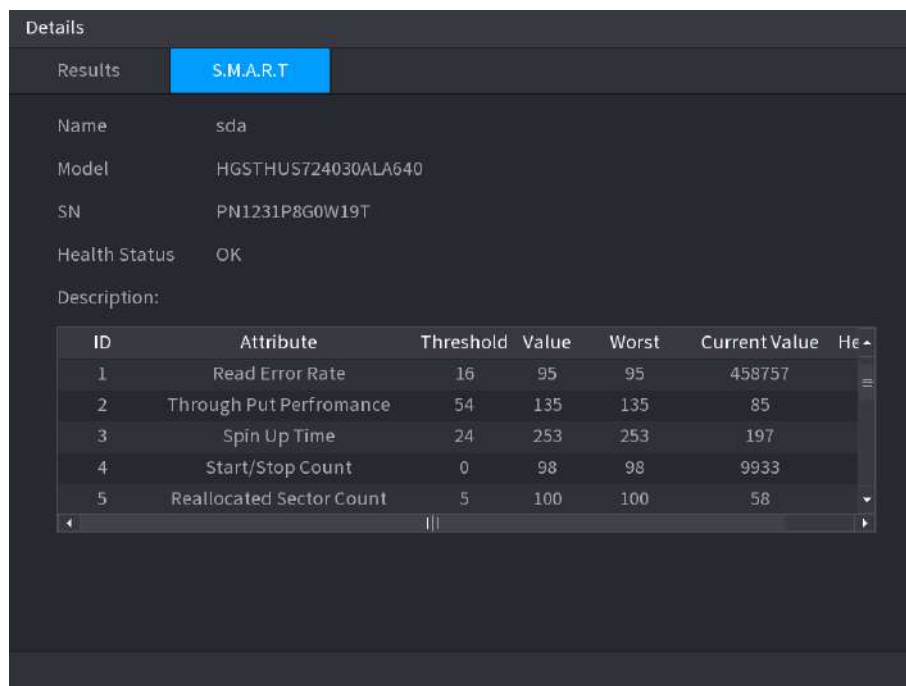 Details
Results S.M.A.R.T
Name sda
Model HGSTHUS724030ALA640
SN PN1231P8G0W19T
Health Status OK
Description:
ID Attribute Threshold Value Worst Current Value He
1 Read Error Rate 16 95 95 458757
2 Through Put Perfromance 54 135 135 85
3 Spin Up Time 24 253 253 197
4 Start/Stop Count 0 98 98 9933
5 Reallocated Sector Count 5 100 100 58